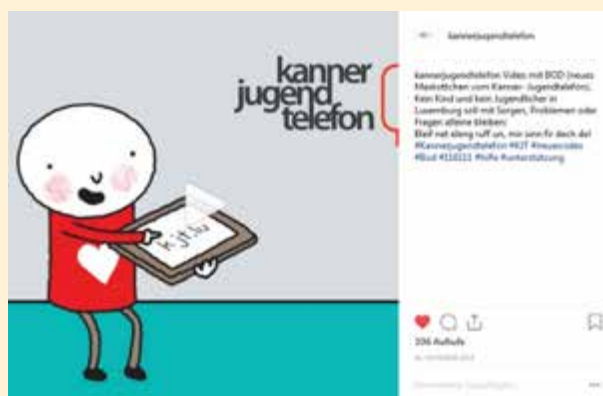 kanner
jugend
telefon
kjt.lu
kannerjugendtelefon
kannerjugendtelefon Video mit BOD (neues
Maskottchen vom Kanner- Jugendtelefon).
Kein Kind und kein Jugendlicher in
Luxemburg soll mit Sorgen, Problemen oder
Fragen alleine bleiben:
Bleif net eleng ruff un, mir sinn fir dech do!
#Kannerjugendtelefon #KJT #neuesvideo
#Bod #116111 #hilfe #unterstützung
106 Aufrufe